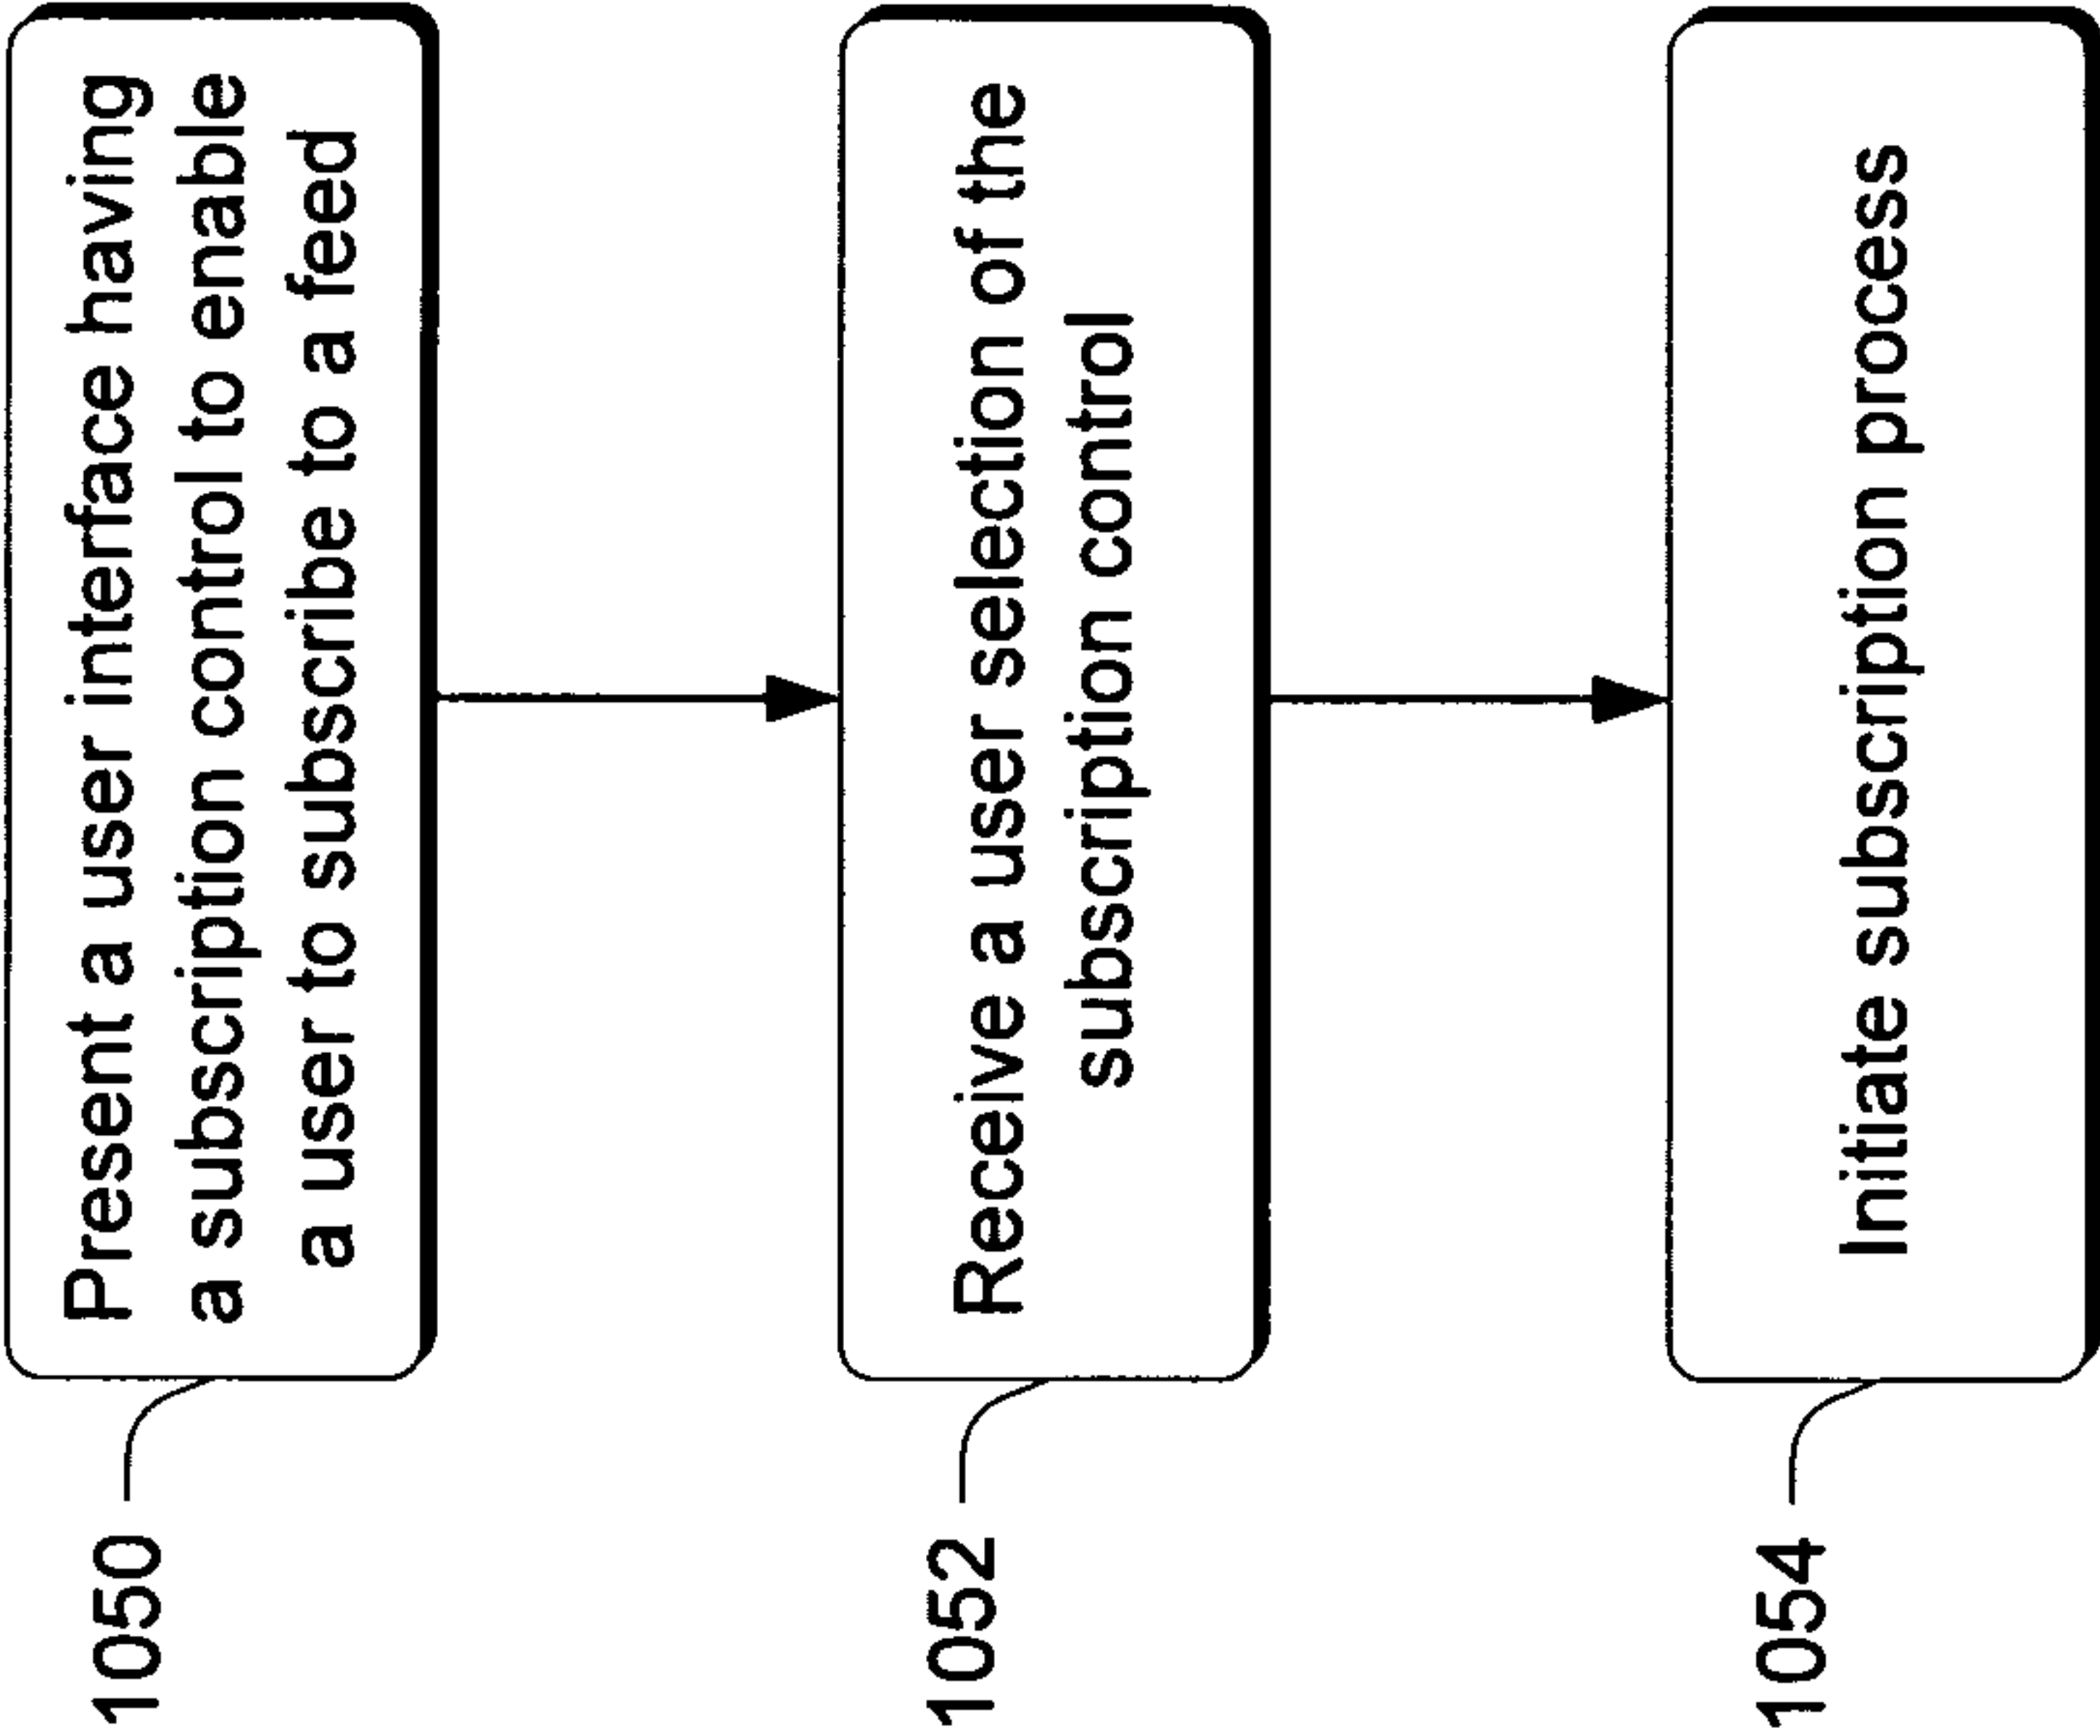 1050
Present a user interface having
a subscription control to enable
a user to subscribe to a feed
1052
Receive a user selection of the
subscription control
1054
Initiate subscription process